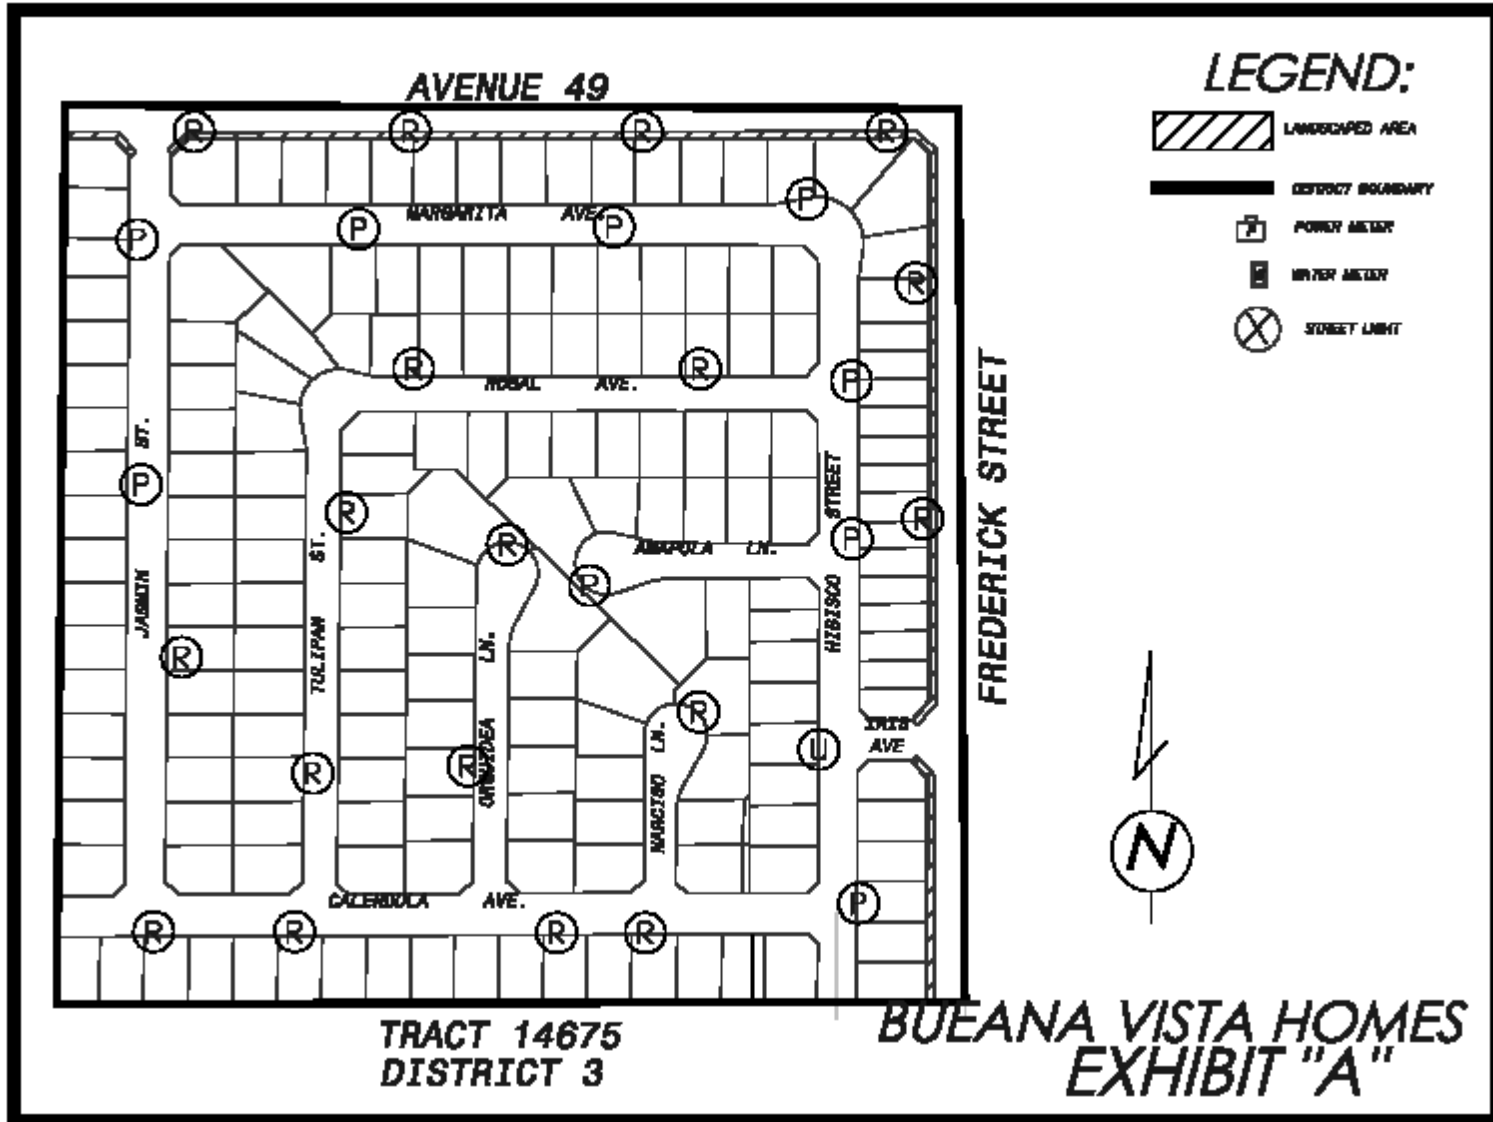 AVENUE 49
LEGEND:
LANDSCAPED AREA
DISTRICT BOUNDARY
POWER METER
WATER METER
X STREET LIGHT
R R R R
MARGARITA AVE.
P P P P
R
R R P
ROSAL AVE.
JASMIN ST.
P
TULIPAN ST.
R
R
R
P
R
ORQUIDEA LN.
AMAPOLA LN.
HIBISCO STREET
FREDERICK STREET
R
R
R
R
NARCISO LN.
U
IRIS
AVE
CALENDULA AVE.
P
R R R R
N
TRACT 14675
DISTRICT 3
BUEANA VISTA HOMES
EXHIBIT "A"